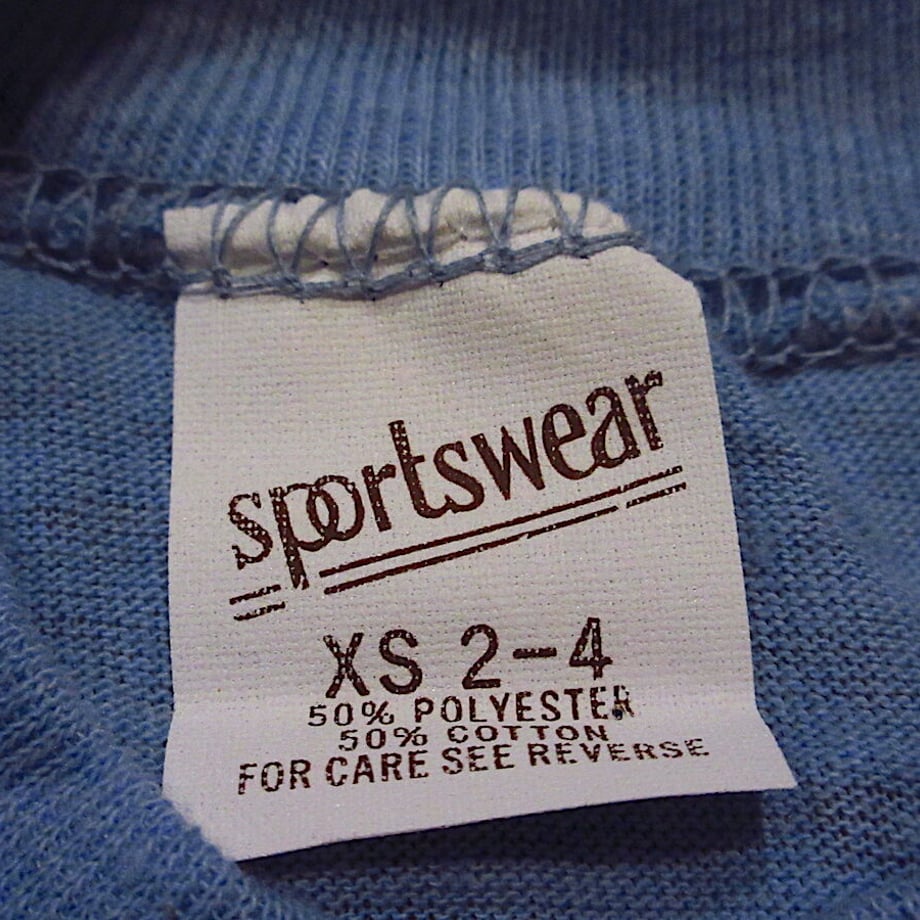 sportswear
XS 2-4
50% POLYESTER
50% COTTON
FOR CARE SEE REVERSE